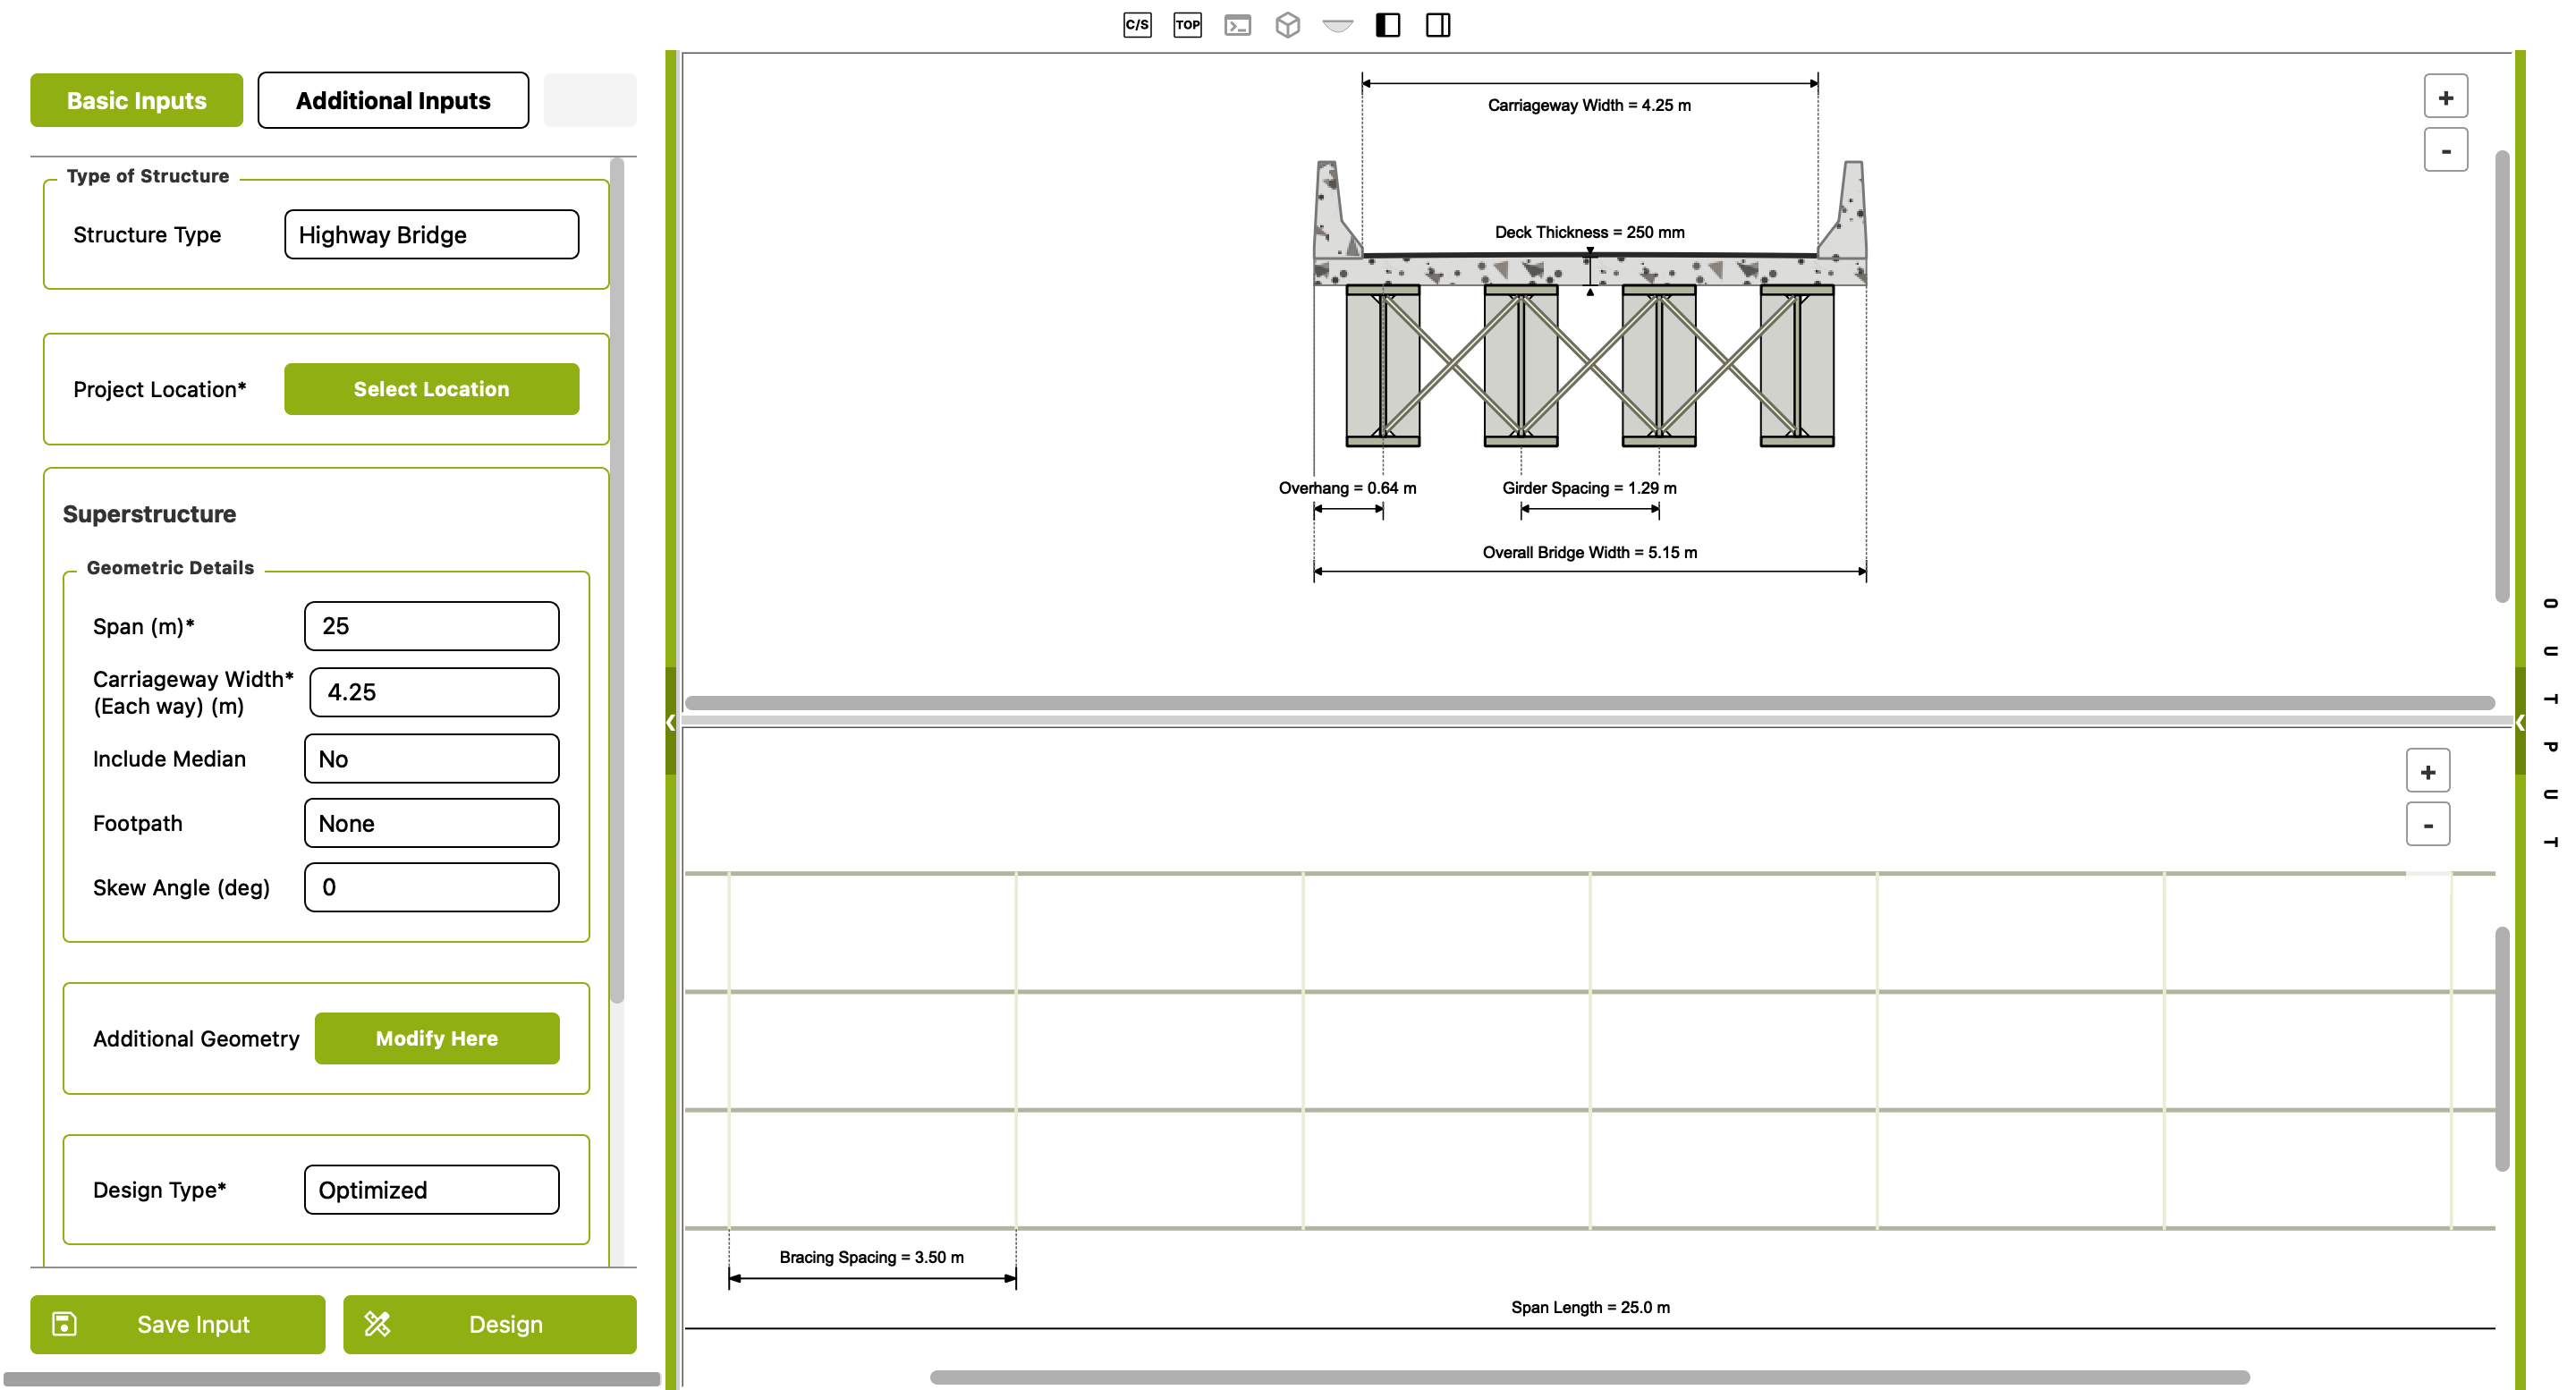 C/S
TOP
Basic Inputs
Additional Inputs
Type of Structure
Structure Type
Highway Bridge
Project Location*
Select Location
Superstructure
Geometric Details
Span (m)*
25
Carriageway Width*
(Each way) (m)
4.25
Include Median
No
Footpath
None
Skew Angle (deg)
0
Additional Geometry
Modify Here
Design Type*
Optimized
Save Input
Design
Carriageway Width = 4.25 m
+
-
Deck Thickness = 250 mm
Overhang = 0.64 m
Girder Spacing = 1.29 m
Overall Bridge Width = 5.15 m
+
-
Bracing Spacing = 3.50 m
Span Length = 25.0 m
OUTPUT